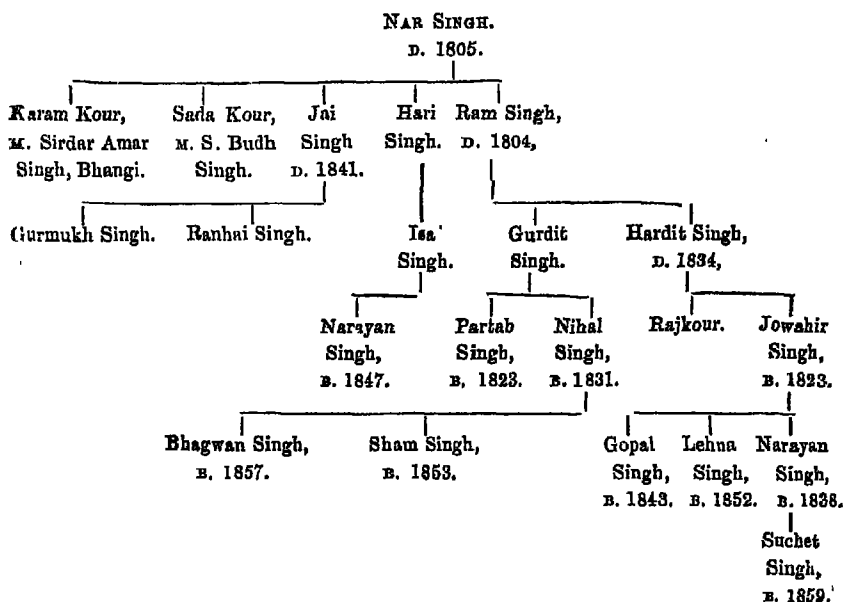 NAR SINGH.
D. 1805.
Karam Kour, Sada Kour, Jai Hari Ram Singh,
M. Sirdar Amar M. S. Budh Singh Singh. D. 1804,
Singh, Bhangi. Singh. D. 1841.
Gurmukh Singh. Ranhai Singh. Isa Gurdit Hardit Singh,
Singh. Singh. D. 1834,
Narayan Partab Nihal Rajkour. Jowahir
Singh, Singh, Singh, Singh,
B. 1847. B. 1823. B. 1831. B. 1823.
Bhagwan Singh, Sham Singh, Gopal Lehna Narayan
B. 1857. B. 1853. Singh, Singh, Singh,
B. 1843. B. 1852. B. 1838.
Suchet
Singh,
B. 1859.